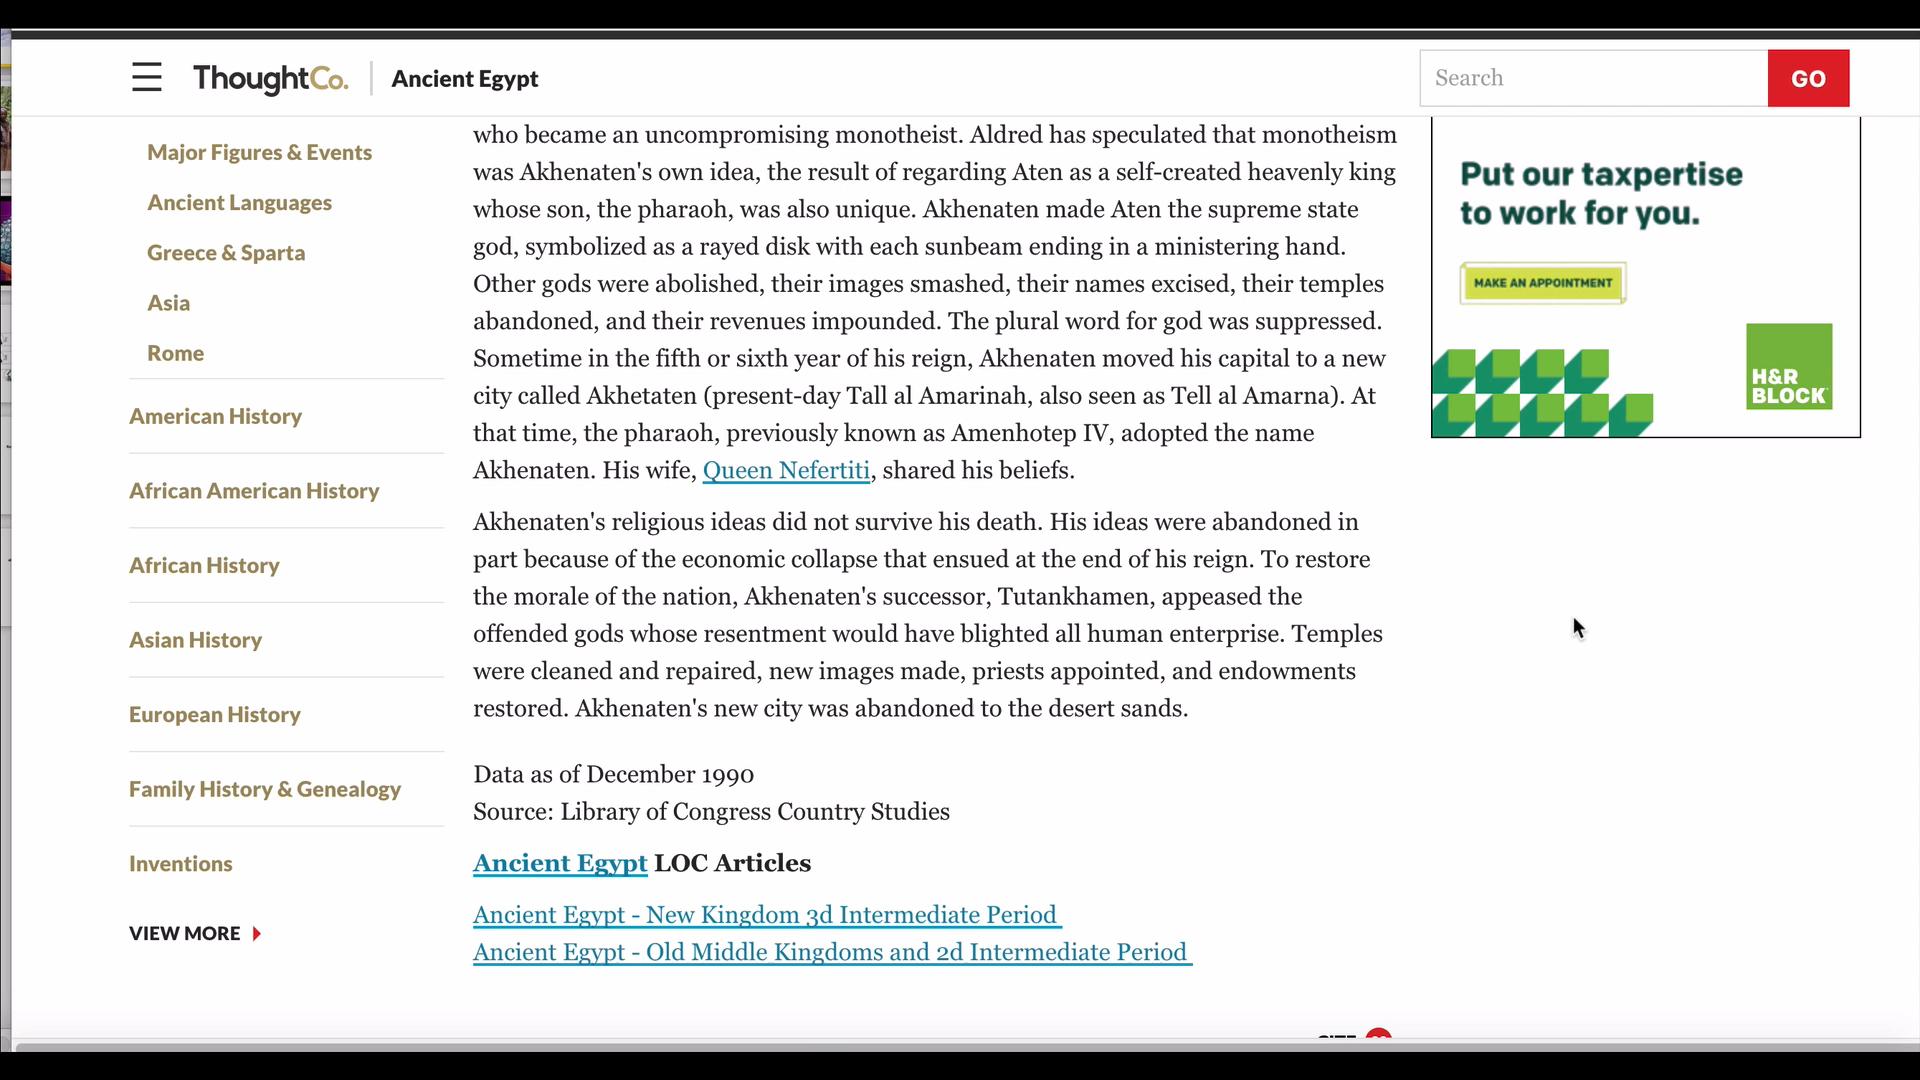 ThoughtCo.
Ancient Egypt
Search
GO
Major Figures & Events
Ancient Languages
Greece & Sparta
Asia
Rome
American History
African American History
African History
Asian History
European History
Family History & Genealogy
Inventions
VIEW MORE
who became an uncompromising monotheist. Aldred has speculated that monotheism
was Akhenaten's own idea, the result of regarding Aten as a self-created heavenly king
whose son, the pharaoh, was also unique. Akhenaten made Aten the supreme state
god, symbolized as a rayed disk with each sunbeam ending in a ministering hand.
Other gods were abolished, their images smashed, their names excised, their temples
abandoned, and their revenues impounded. The plural word for god was suppressed.
Sometime in the fifth or sixth year of his reign, Akhenaten moved his capital to a new
city called Akhetaten (present-day Tall al Amarinah, also seen as Tell al Amarna). At
that time, the pharaoh, previously known as Amenhotep IV, adopted the name
Akhenaten. His wife, Queen Nefertiti, shared his beliefs.
Akhenaten's religious ideas did not survive his death. His ideas were abandoned in
part because of the economic collapse that ensued at the end of his reign. To restore
the morale of the nation, Akhenaten's successor, Tutankhamen, appeased the
offended gods whose resentment would have blighted all human enterprise. Temples
were cleaned and repaired, new images made, priests appointed, and endowments
restored. Akhenaten's new city was abandoned to the desert sands.
Data as of December 1990
Source: Library of Congress Country Studies
Ancient Egypt LOC Articles
Ancient Egypt - New Kingdom 3d Intermediate Period
Ancient Egypt - Old Middle Kingdoms and 2d Intermediate Period
Put our taxpertise
to work for you.
MAKE AN APPOINTMENT
H&R
BLOCK